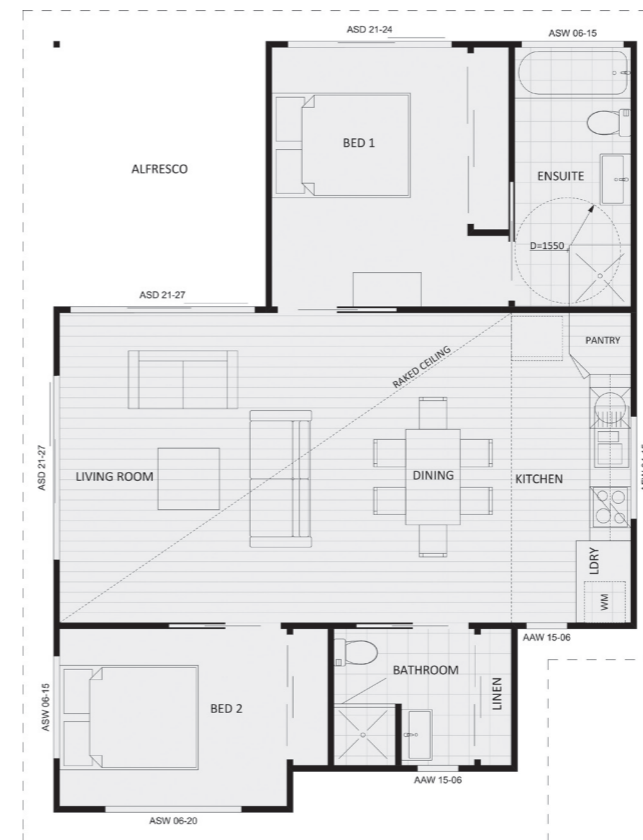 ASD 21-24
ASW 06-15
BED 1
ALFRESCO
ENSUITE
D=1550
ASD 21-27
PANTRY
RAKED CEILING
ASD 21-27
LIVING ROOM
DINING
KITCHEN
LDRY
WM
AAW 15-06
BATHROOM
LINEN
ASW 06-15
BED 2
AAW 15-06
ASW 06-20